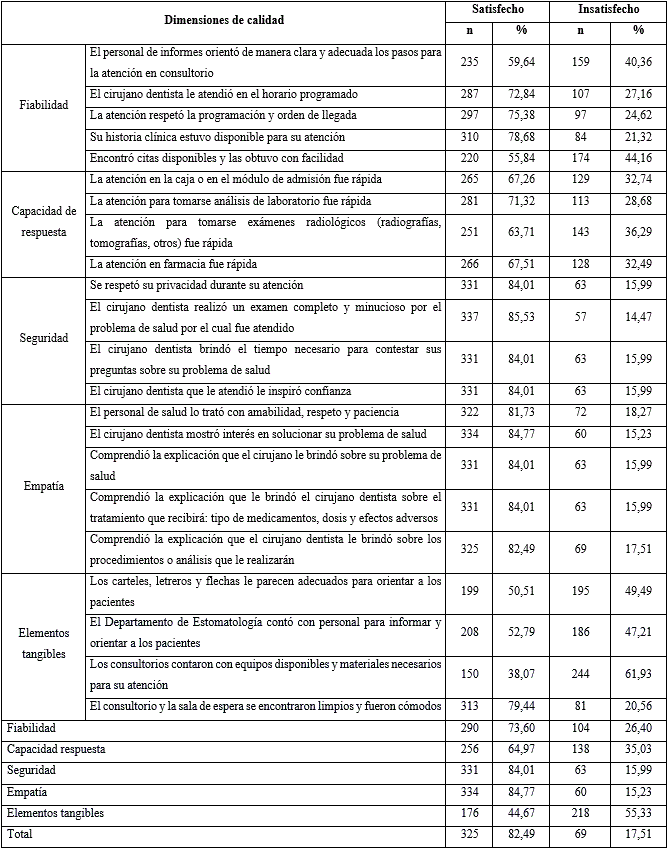 Dimensiones de calidad Satisfecho Insatisfecho
n % n %
Fiabilidad
El personal de informes orientó de manera clara y adecuada los pasos para
la atención en consultorio 235 59,64 159 40,36
El cirujano dentista le atendió en el horario programado 287 72,84 107 27,16
La atención respetó la programación y orden de llegada 297 75,38 97 24,62
Su historia clínica estuvo disponible para su atención 310 78,68 84 21,32
Encontró citas disponibles y las obtuvo con facilidad 220 55,84 174 44,16
Capacidad de
respuesta
La atención en la caja o en el módulo de admisión fue rápida 265 67,26 129 32,74
La atención para tomarse análisis de laboratorio fue rápida 281 71,32 113 28,68
La atención para tomarse exámenes radiológicos (radiografías,
tomografías, otros) fue rápida 251 63,71 143 36,29
La atención en farmacia fue rápida 266 67,51 128 32,49
Seguridad
Se respetó su privacidad durante su atención 331 84,01 63 15,99
El cirujano dentista realizó un examen completo y minucioso por el
problema de salud por el cual fue atendido 337 85,53 57 14,47
El cirujano dentista brindó el tiempo necesario para contestar sus
preguntas sobre su problema de salud 331 84,01 63 15,99
El cirujano dentista que le atendió le inspiró confianza 331 84,01 63 15,99
Empatía
El personal de salud lo trató con amabilidad, respeto y paciencia 322 81,73 72 18,27
El cirujano dentista mostró interés en solucionar su problema de salud 334 84,77 60 15,23
Comprendió la explicación que el cirujano le brindó sobre su problema de
salud 331 84,01 63 15,99
Comprendió la explicación que le brindó el cirujano dentista sobre el
tratamiento que recibirá: tipo de medicamentos, dosis y efectos adversos 331 84,01 63 15,99
Comprendió la explicación que el cirujano dentista le brindó sobre los
procedimientos o análisis que le realizarán 325 82,49 69 17,51
Elementos
tangibles
Los carteles, letreros y flechas le parecen adecuados para orientar a los
pacientes 199 50,51 195 49,49
El Departamento de Estomatología contó con personal para informar y
orientar a los pacientes 208 52,79 186 47,21
Los consultorios contaron con equipos disponibles y materiales necesarios
para su atención 150 38,07 244 61,93
El consultorio y la sala de espera se encontraron limpios y fueron cómodos 313 79,44 81 20,56
Fiabilidad 290 73,60 104 26,40
Capacidad respuesta 256 64,97 138 35,03
Seguridad 331 84,01 63 15,99
Empatía 334 84,77 60 15,23
Elementos tangibles 176 44,67 218 55,33
Total 325 82,49 69 17,51